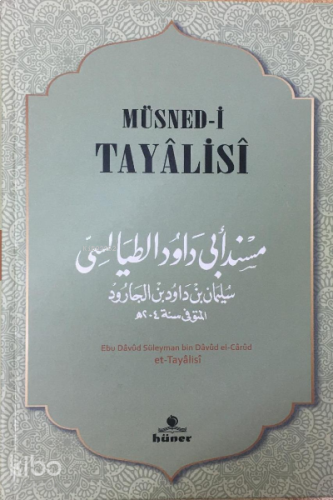 MÜSNED-İ
TAYÂLİSÎ
مسند أبي داود الطيالسي
سليمان بن داود بن الجارود
المتوفى سنة ٢٠٤ﻫ
Ebu Dâvûd Süleyman bin Dâvûd el-Cârûd
et-Tayâlisî
hüner
kibo